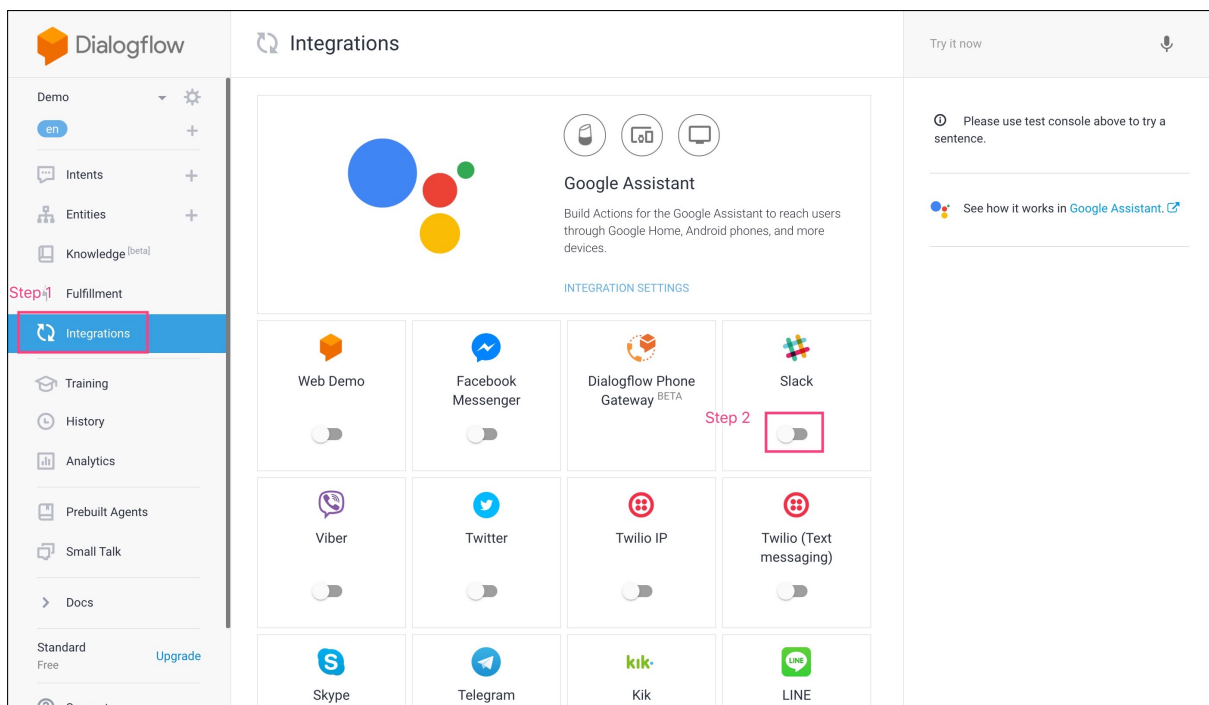 Dialogflow
Integrations
Try it now
Demo
en
Intents
Entities
Knowledge [beta]
Step 1
Fulfillment
Integrations
Training
History
Analytics
Prebuilt Agents
Small Talk
Docs
Standard
Free
Upgrade
Google Assistant
Build Actions for the Google Assistant to reach users
through Google Home, Android phones, and more
devices.
INTEGRATION SETTINGS
Web Demo
Facebook
Messenger
Dialogflow Phone
Gateway BETA
Slack
Step 2
Viber
Twitter
Twilio IP
Twilio (Text
messaging)
Skype
Telegram
kik
Kik
LINE
LINE
Please use test console above to try a
sentence.
See how it works in Google Assistant.